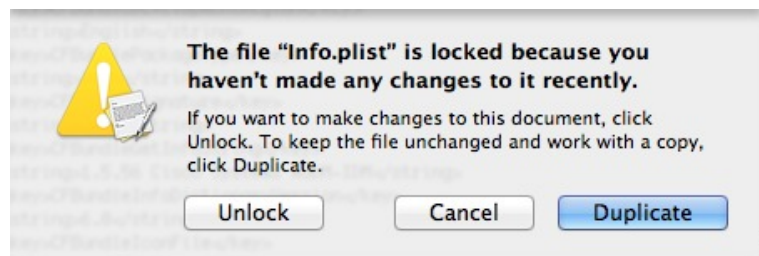 The file “Info.plist” is locked because you
haven’t made any changes to it recently.
If you want to make changes to this document, click
Unlock. To keep the file unchanged and work with a copy,
click Duplicate.
Unlock
Cancel
Duplicate